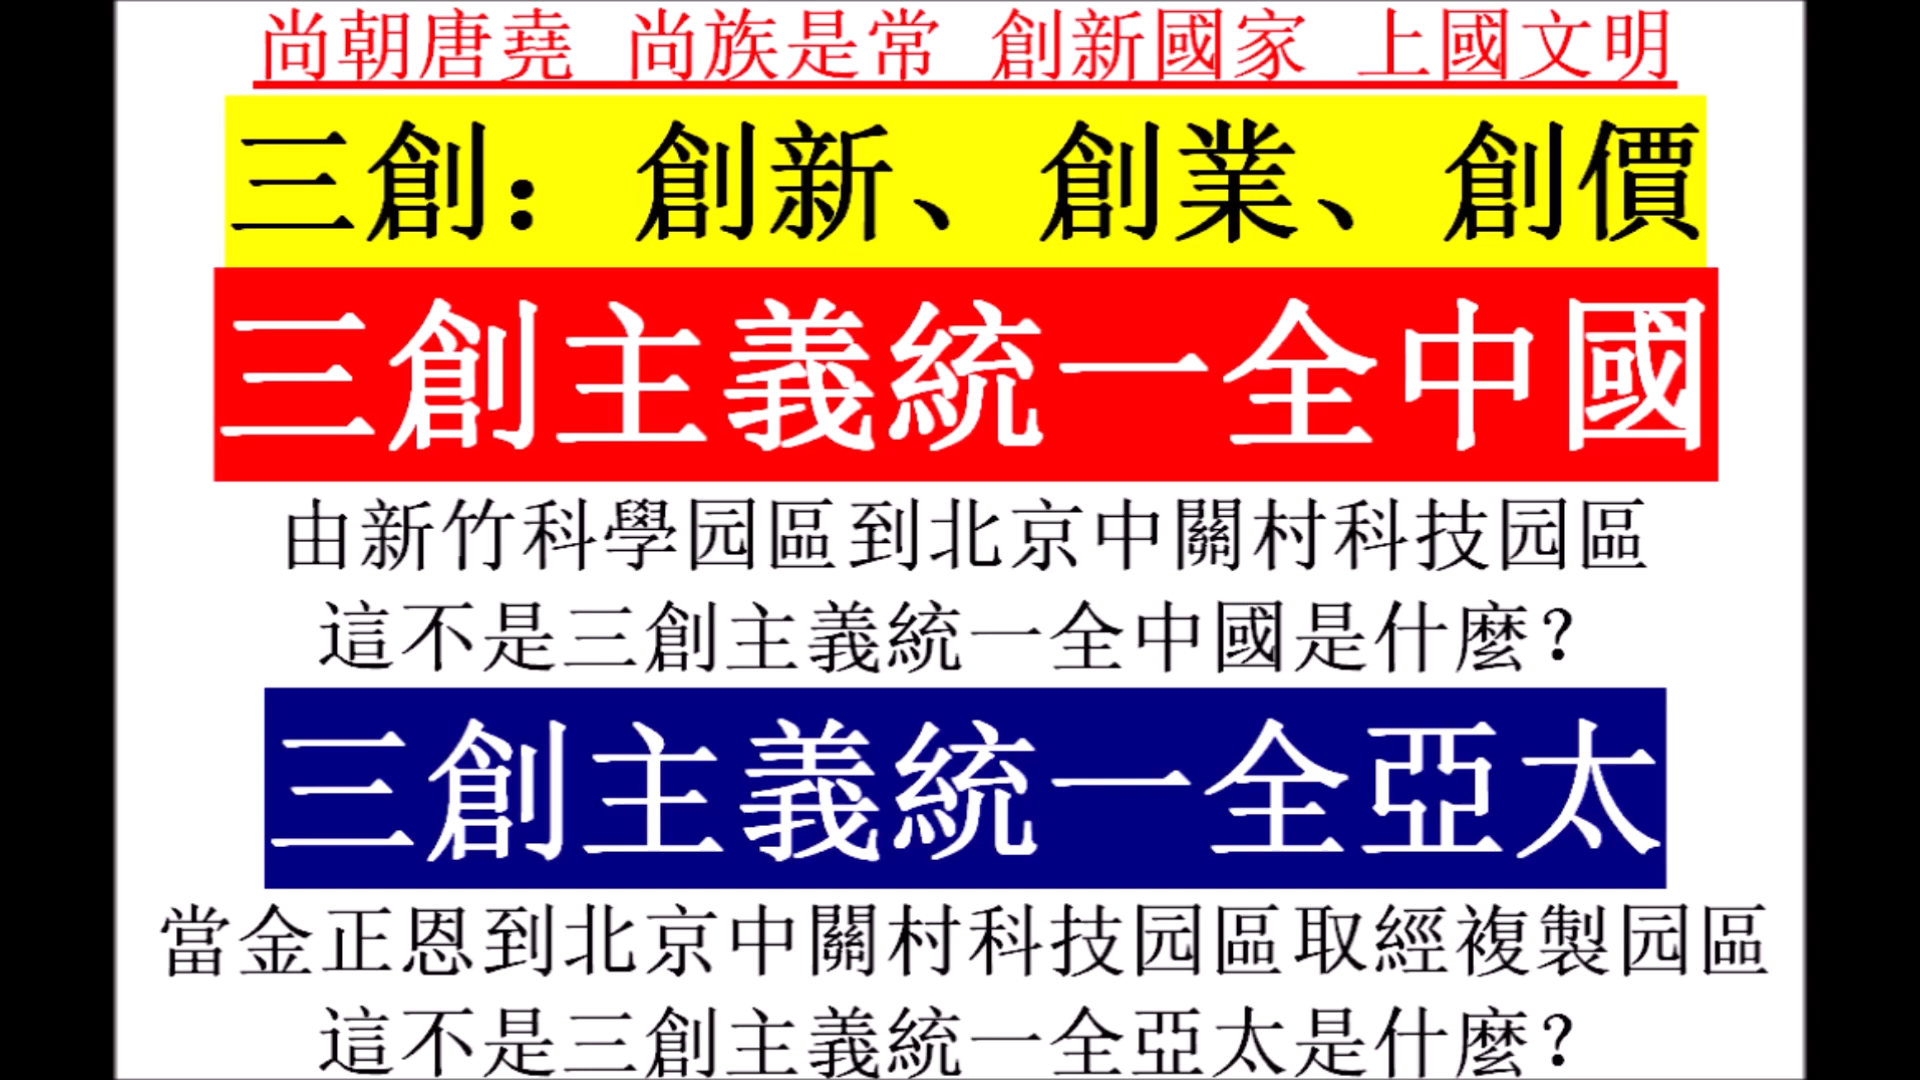 尚朝唐堯 尚族是常 創新國家 上國文明
三創：創新、創業、創價
三創主義統一全中國
由新竹科學园區到北京中關村科技园區
這不是三創主義統一全中國是什麼？
三創主義統一全亞太
當金正恩到北京中關村科技园區取經複製园區
這不是三創主義統一全亞太是什麼？